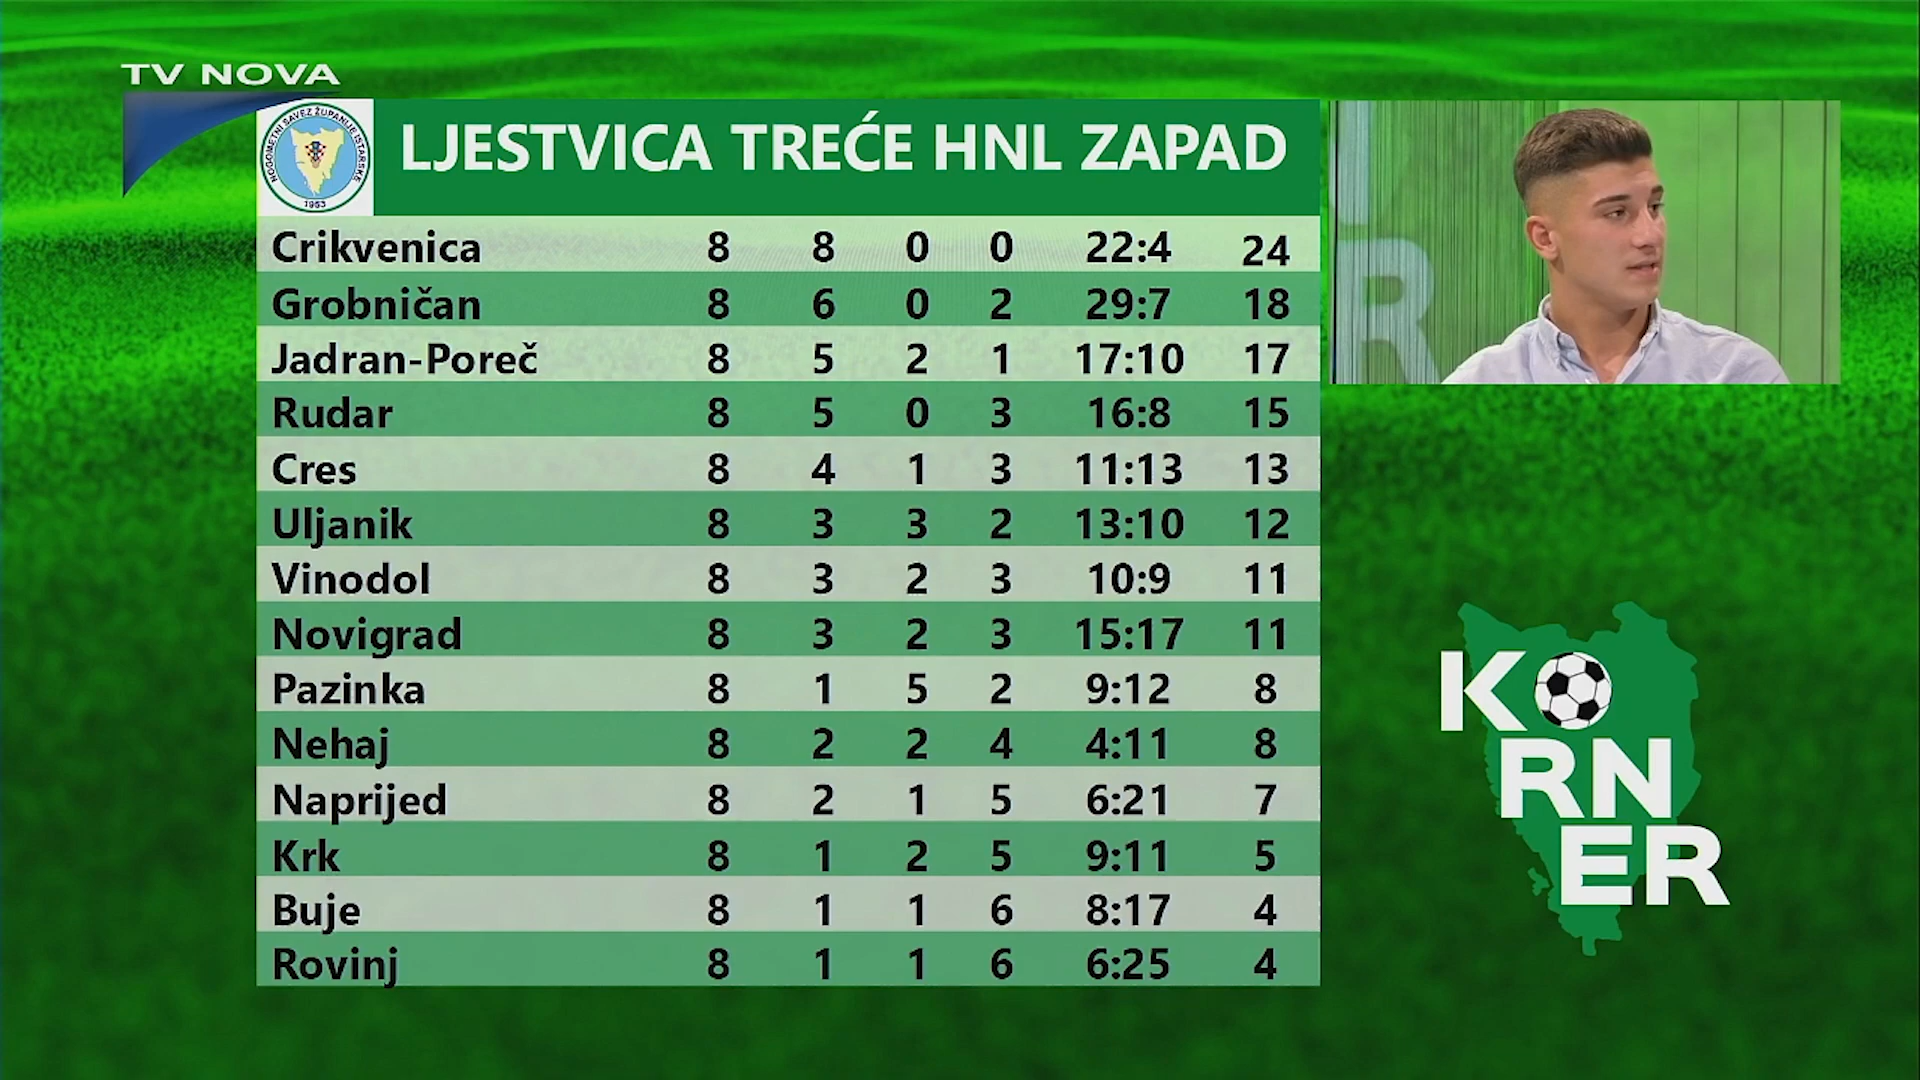 TV NOVA
NOGOMETNI SAVEZ ŽUPANIJE ISTARSKE
1953
LJESTVICA TREĆE HNL ZAPAD
Crikvenica 8 8 0 0 22:4 24
Grobničan 8 6 0 2 29:7 18
Jadran-Poreč 8 5 2 1 17:10 17
Rudar 8 5 0 3 16:8 15
Cres 8 4 1 3 11:13 13
Uljanik 8 3 3 2 13:10 12
Vinodol 8 3 2 3 10:9 11
Novigrad 8 3 2 3 15:17 11
Pazinka 8 1 5 2 9:12 8
Nehaj 8 2 2 4 4:11 8
Naprijed 8 2 1 5 6:21 7
Krk 8 1 2 5 9:11 5
Buje 8 1 1 6 8:17 4
Rovinj 8 1 1 6 6:25 4
R
KORNER